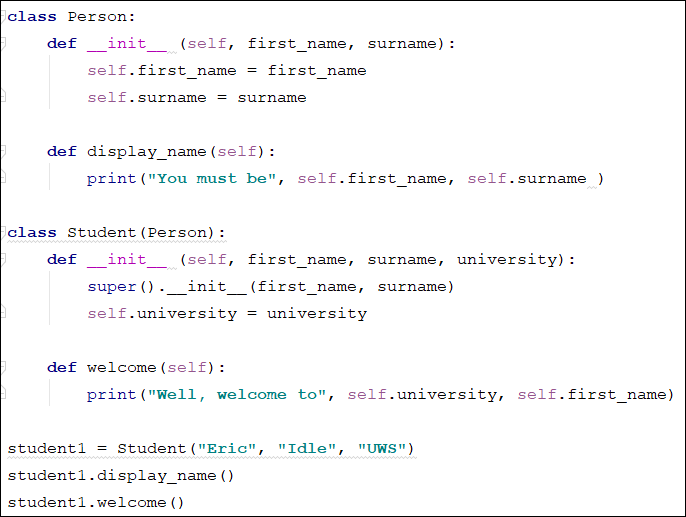 class Person:
    def __init__ (self, first_name, surname):
        self.first_name = first_name
        self.surname = surname

    def display_name(self):
        print("You must be", self.first_name, self.surname )

class Student(Person):
    def __init__ (self, first_name, surname, university):
        super().__init__(first_name, surname)
        self.university = university

    def welcome(self):
        print("Well, welcome to", self.university, self.first_name)

student1 = Student("Eric", "Idle", "UWS")
student1.display_name()
student1.welcome()